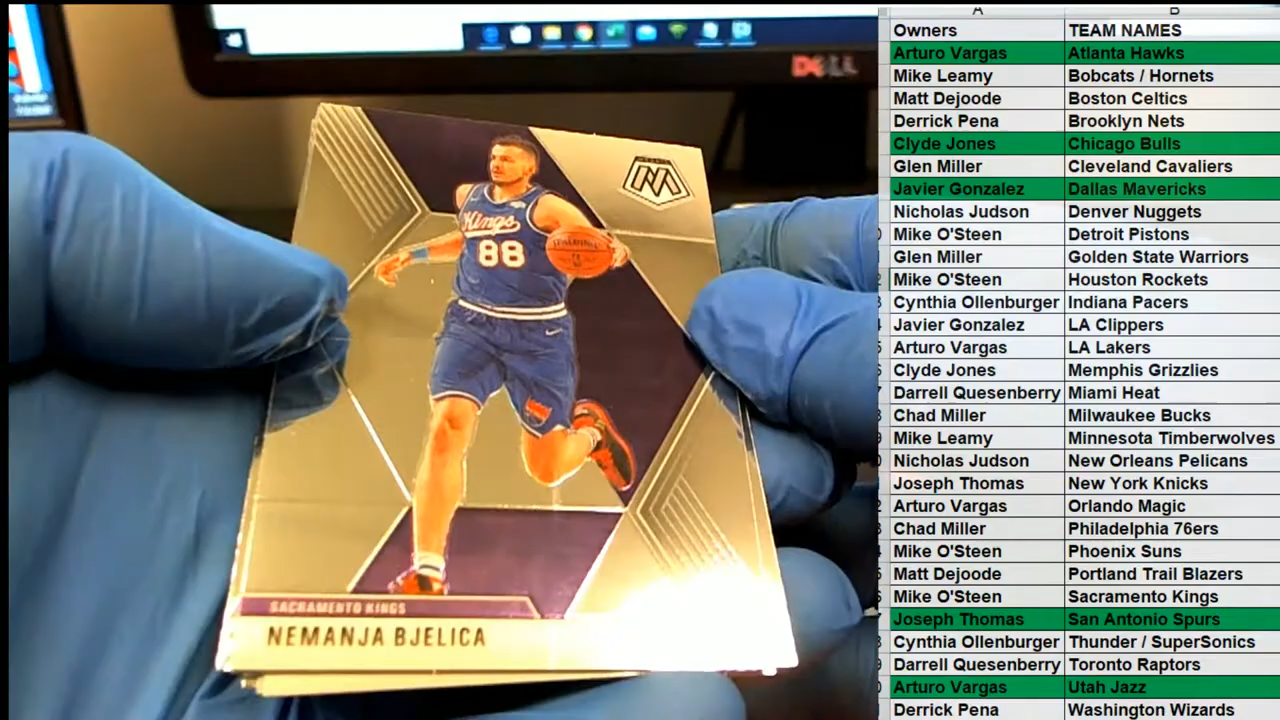 DELL
Kings
88
SPALDING
M
SACRAMENTO KINGS
NEMANJA BJELICA
A B
Owners TEAM NAMES
Arturo Vargas Atlanta Hawks
Mike Leamy Bobcats / Hornets
Matt Dejoode Boston Celtics
Derrick Pena Brooklyn Nets
Clyde Jones Chicago Bulls
Glen Miller Cleveland Cavaliers
Javier Gonzalez Dallas Mavericks
Nicholas Judson Denver Nuggets
Mike O'Steen Detroit Pistons
Glen Miller Golden State Warriors
Mike O'Steen Houston Rockets
Cynthia Ollenburger Indiana Pacers
Javier Gonzalez LA Clippers
Arturo Vargas LA Lakers
Clyde Jones Memphis Grizzlies
Darrell Quesenberry Miami Heat
Chad Miller Milwaukee Bucks
Mike Leamy Minnesota Timberwolves
Nicholas Judson New Orleans Pelicans
Joseph Thomas New York Knicks
Arturo Vargas Orlando Magic
Chad Miller Philadelphia 76ers
Mike O'Steen Phoenix Suns
Matt Dejoode Portland Trail Blazers
Mike O'Steen Sacramento Kings
Joseph Thomas San Antonio Spurs
Cynthia Ollenburger Thunder / SuperSonics
Darrell Quesenberry Toronto Raptors
Arturo Vargas Utah Jazz
Derrick Pena Washington Wizards